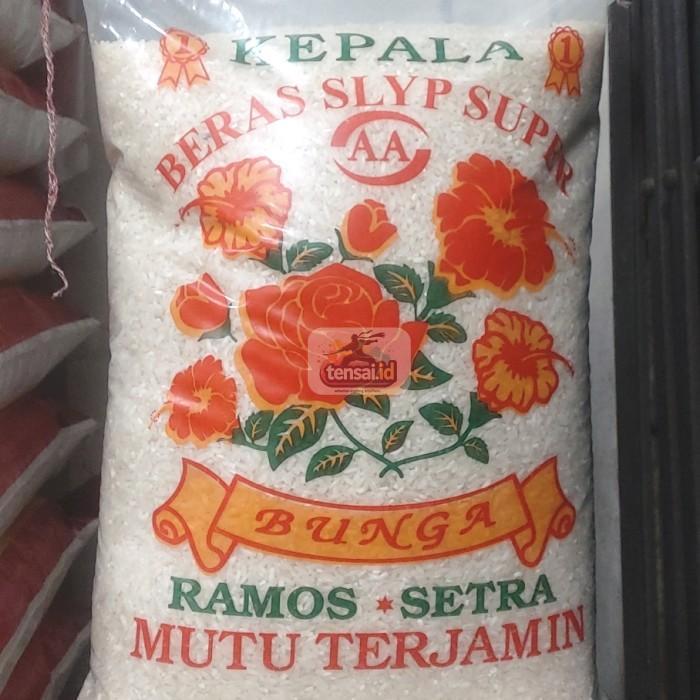 1 KEPALA 1
BERAS SLYP SUPER
AA
tensai.id
BUNGA
RAMOS * SETRA
MUTU TERJAMIN